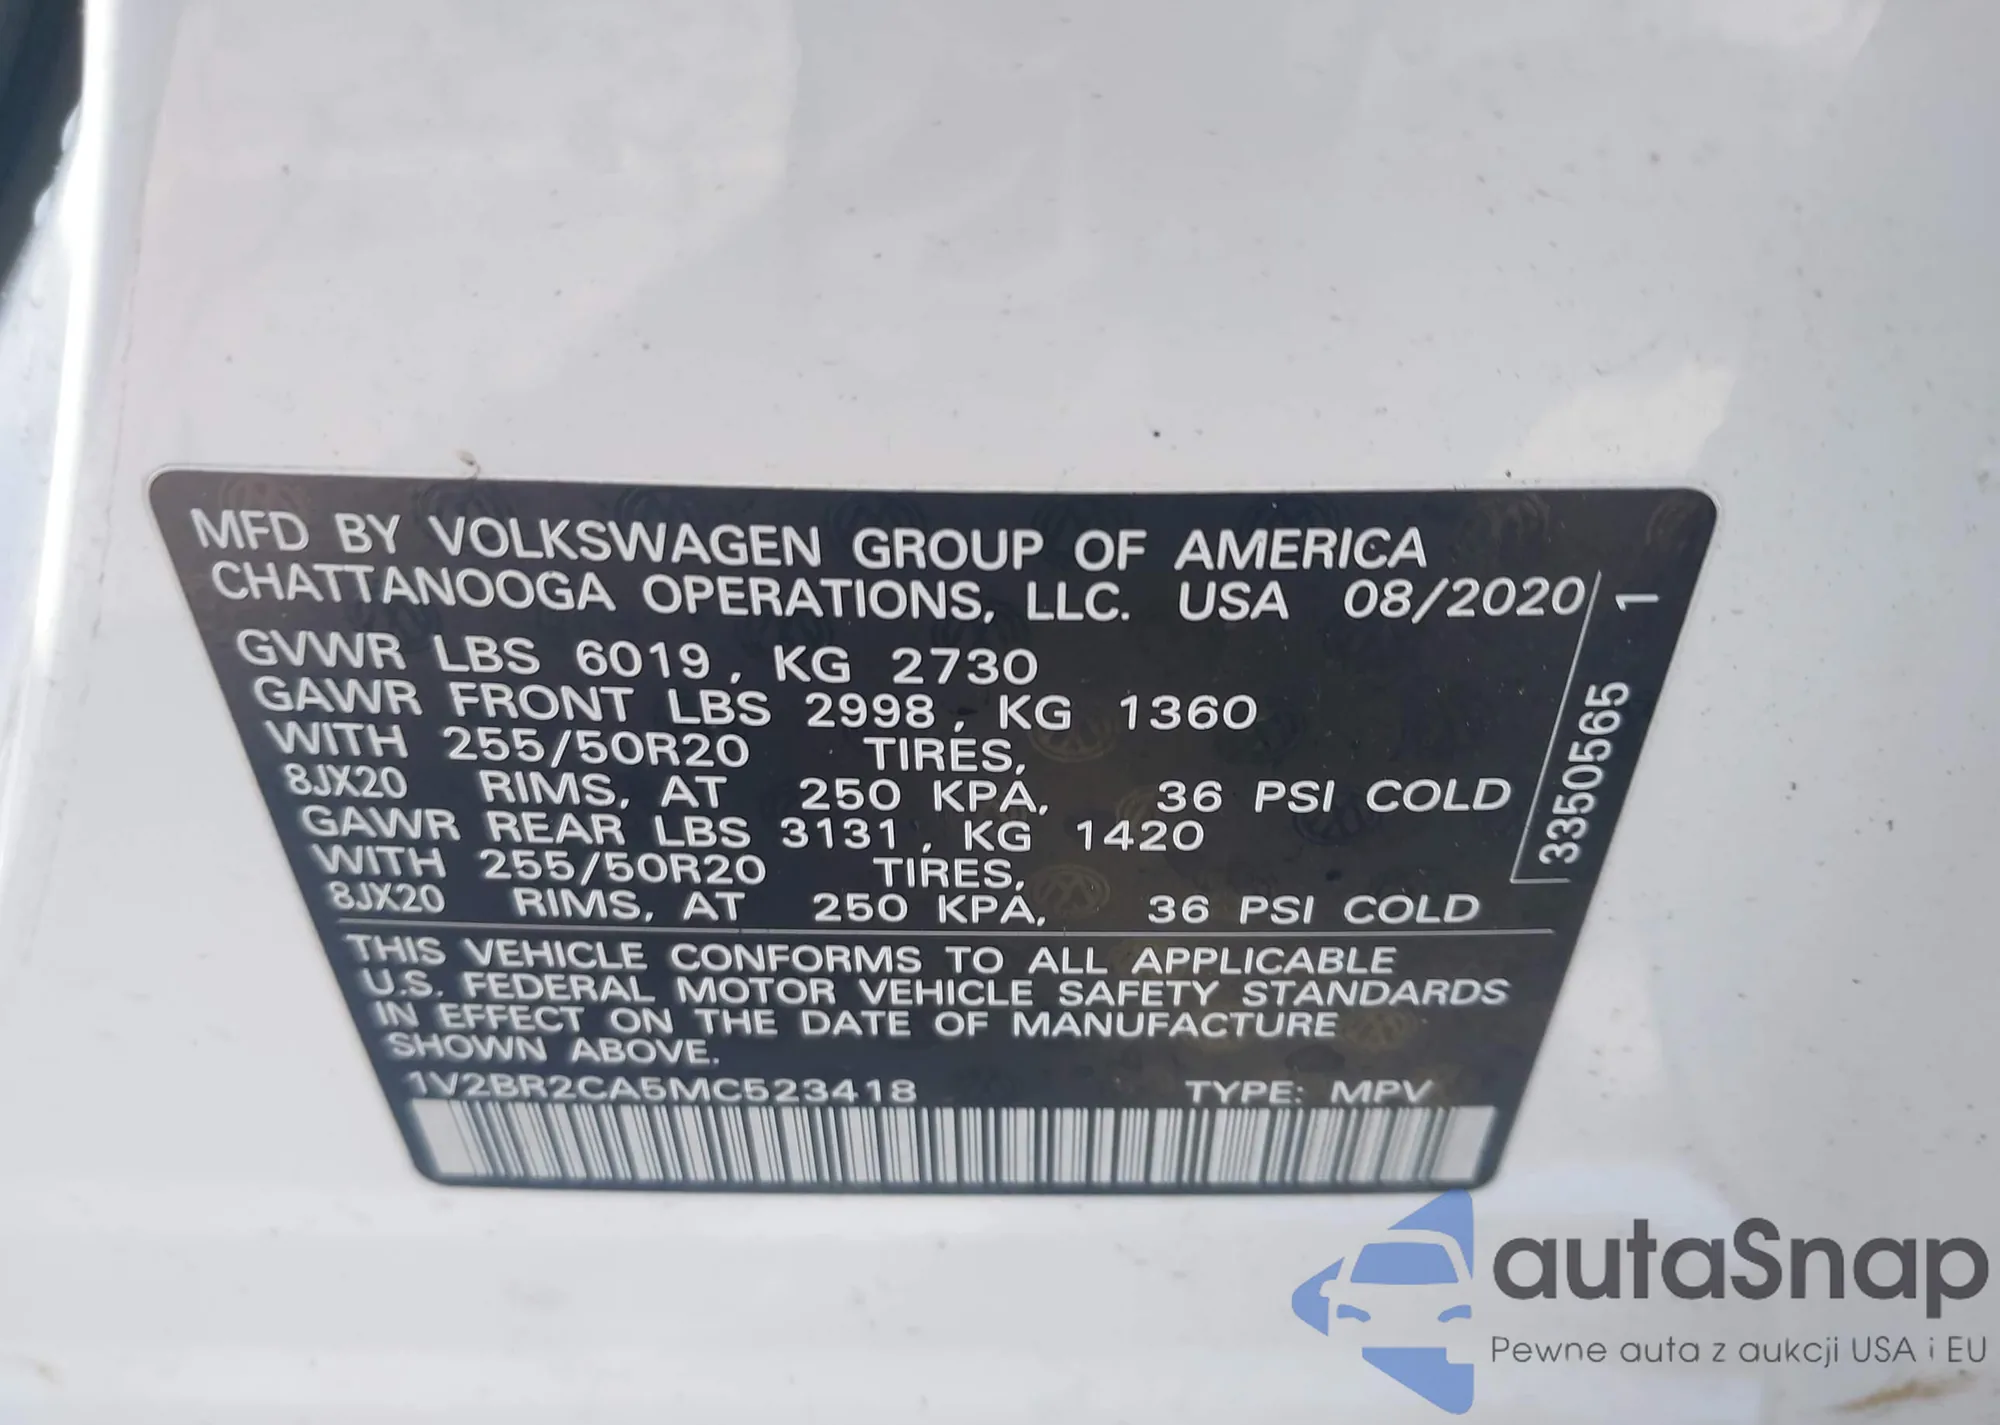 MFD BY VOLKSWAGEN GROUP OF AMERICA
CHATTANOOGA OPERATIONS, LLC. USA 08/2020
GVWR LBS 6019, KG 2730
GAWR FRONT LBS 2998, KG 1360
WITH 255/50R20 TIRES,
8JX20 RIMS, AT 250 KPA, 36 PSI COLD
GAWR REAR LBS 3131, KG 1420
WITH 255/50R20 TIRES,
8JX20 RIMS, AT 250 KPA, 36 PSI COLD
3350565 1
THIS VEHICLE CONFORMS TO ALL APPLICABLE
U.S. FEDERAL MOTOR VEHICLE SAFETY STANDARDS
IN EFFECT ON THE DATE OF MANUFACTURE
SHOWN ABOVE.
1V2BR2CA5MC523418 TYPE: MPV
autaSnap
Pewne auta z aukcji USA i EU